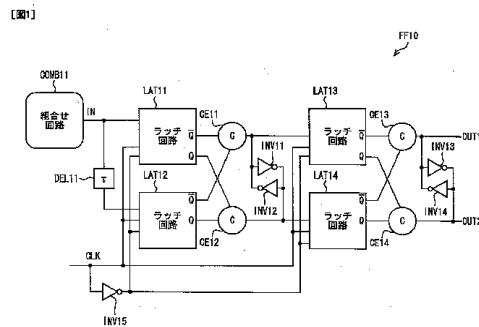 [図1]
FF10
COMB11
組合せ
回路
IN
DEL11
τ
LAT11
ラッチ
回路
Q̅
Q
LAT12
ラッチ
回路
Q̅
Q
CE11
C
CE12
C
INV11
INV12
LAT13
ラッチ
回路
Q̅
Q
LAT14
ラッチ
回路
Q̅
Q
CE13
C
CE14
C
INV13
INV14
OUT1
OUT2
CLK
INV15